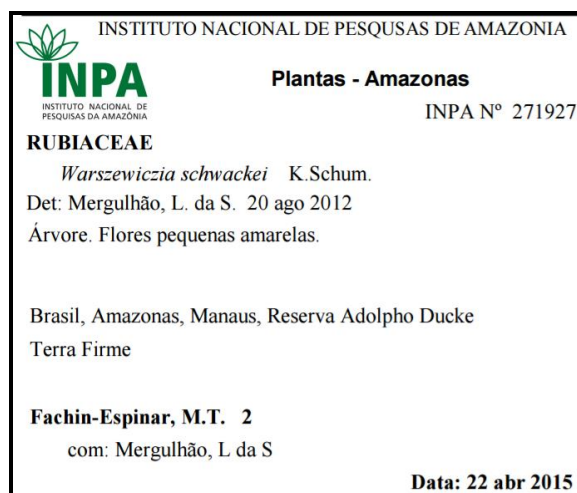 INSTITUTO NACIONAL DE PESQUSAS DE AMAZONIA
INPA
INSTITUTO NACIONAL DE
PESQUISAS DA AMAZÔNIA
Plantas - Amazonas
INPA Nº 271927
RUBIACEAE
Warszewiczia schwackei K.Schum.
Det: Mergulhão, L. da S. 20 ago 2012
Árvore. Flores pequenas amarelas.
Brasil, Amazonas, Manaus, Reserva Adolpho Ducke
Terra Firme
Fachin-Espinar, M.T. 2
com: Mergulhão, L da S
Data: 22 abr 2015